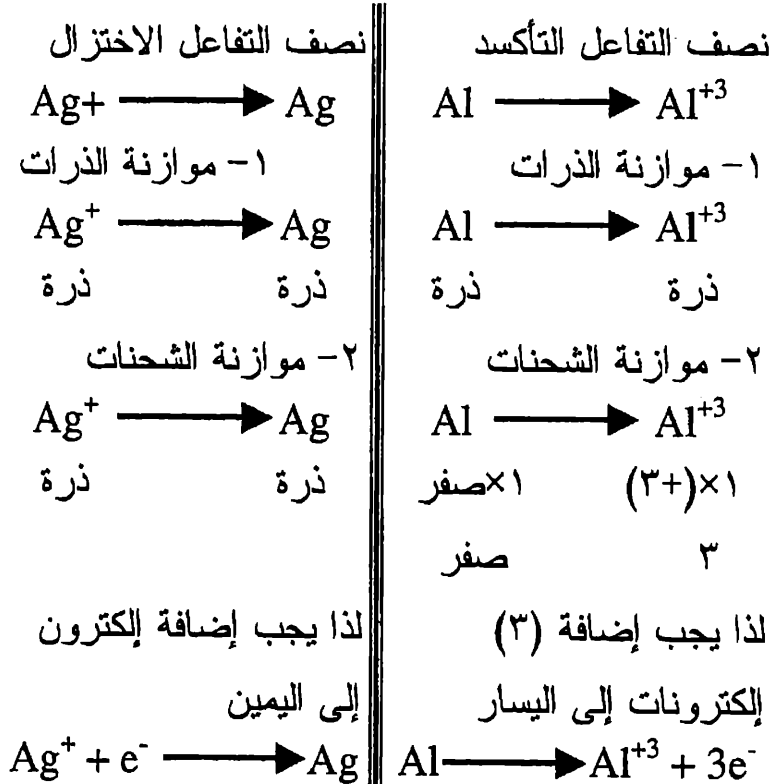 نصف التفاعل التأكسد
Al ⟶ Al⁺³
١- موازنة الذرات
Al ⟶ Al⁺³
ذرة ذرة
٢- موازنة الشحنات
Al ⟶ Al⁺³
١×(+٣) ١×صفر
٣ صفر
لذا يجب إضافة (٣)
إلكترونات إلى اليسار
Al ⟶ Al⁺³ + 3e⁻
نصف التفاعل الاختزال
Ag+ ⟶ Ag
١- موازنة الذرات
Ag⁺ ⟶ Ag
ذرة ذرة
٢- موازنة الشحنات
Ag⁺ ⟶ Ag
ذرة ذرة
لذا يجب إضافة إلكترون
إلى اليمين
Ag⁺ + e⁻ ⟶ Ag